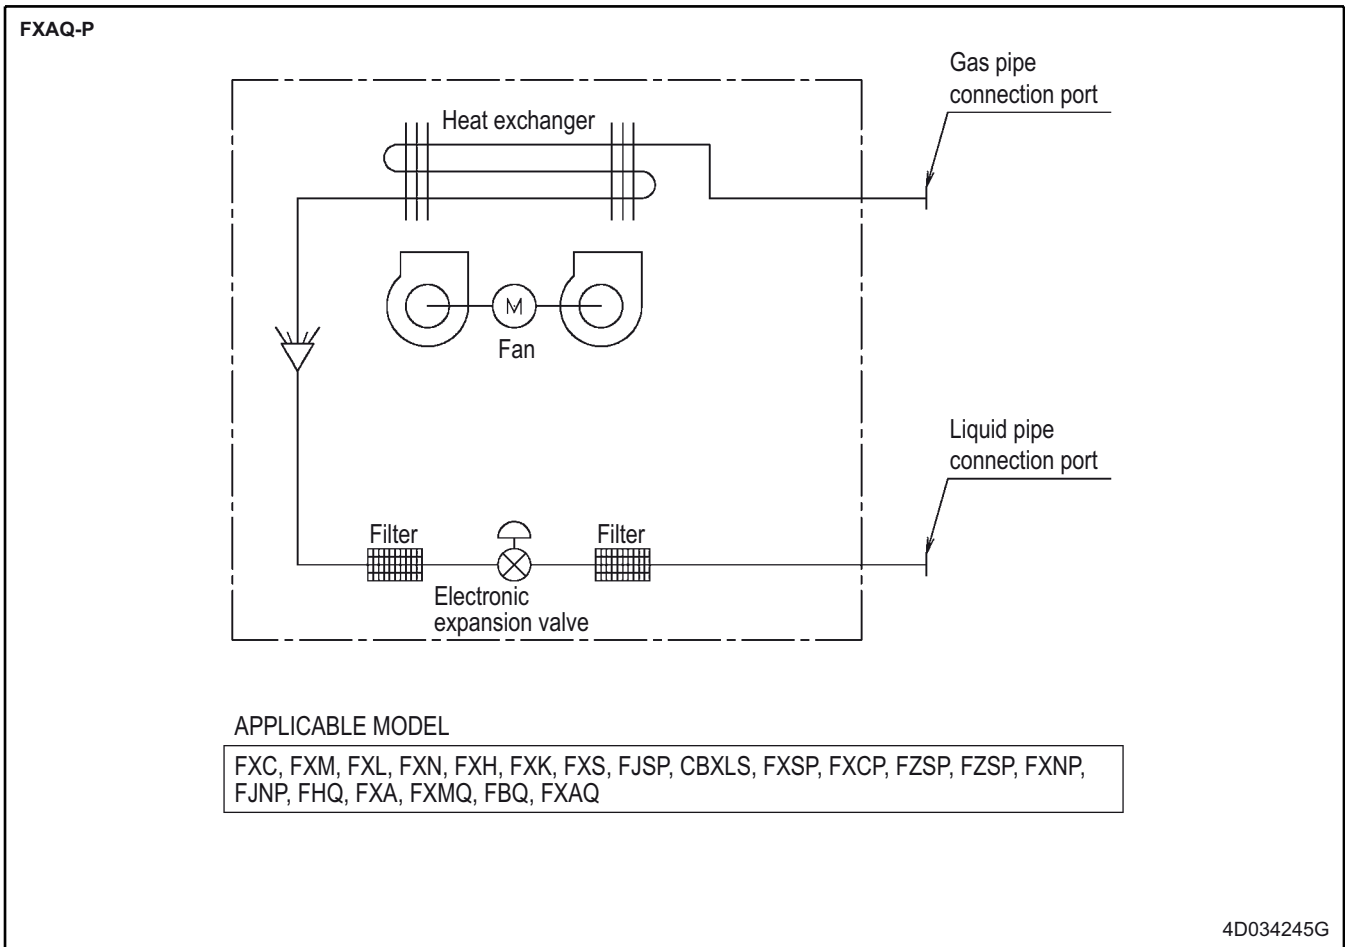 FXAQ-P
Gas pipe
connection port
Heat exchanger
M
Fan
Liquid pipe
connection port
Filter
Filter
Electronic
expansion valve
APPLICABLE MODEL
FXC, FXM, FXL, FXN, FXH, FXK, FXS, FJSP, CBXLS, FXSP, FXCP, FZSP, FZSP, FXNP,
FJNP, FHQ, FXA, FXMQ, FBQ, FXAQ
4D034245G